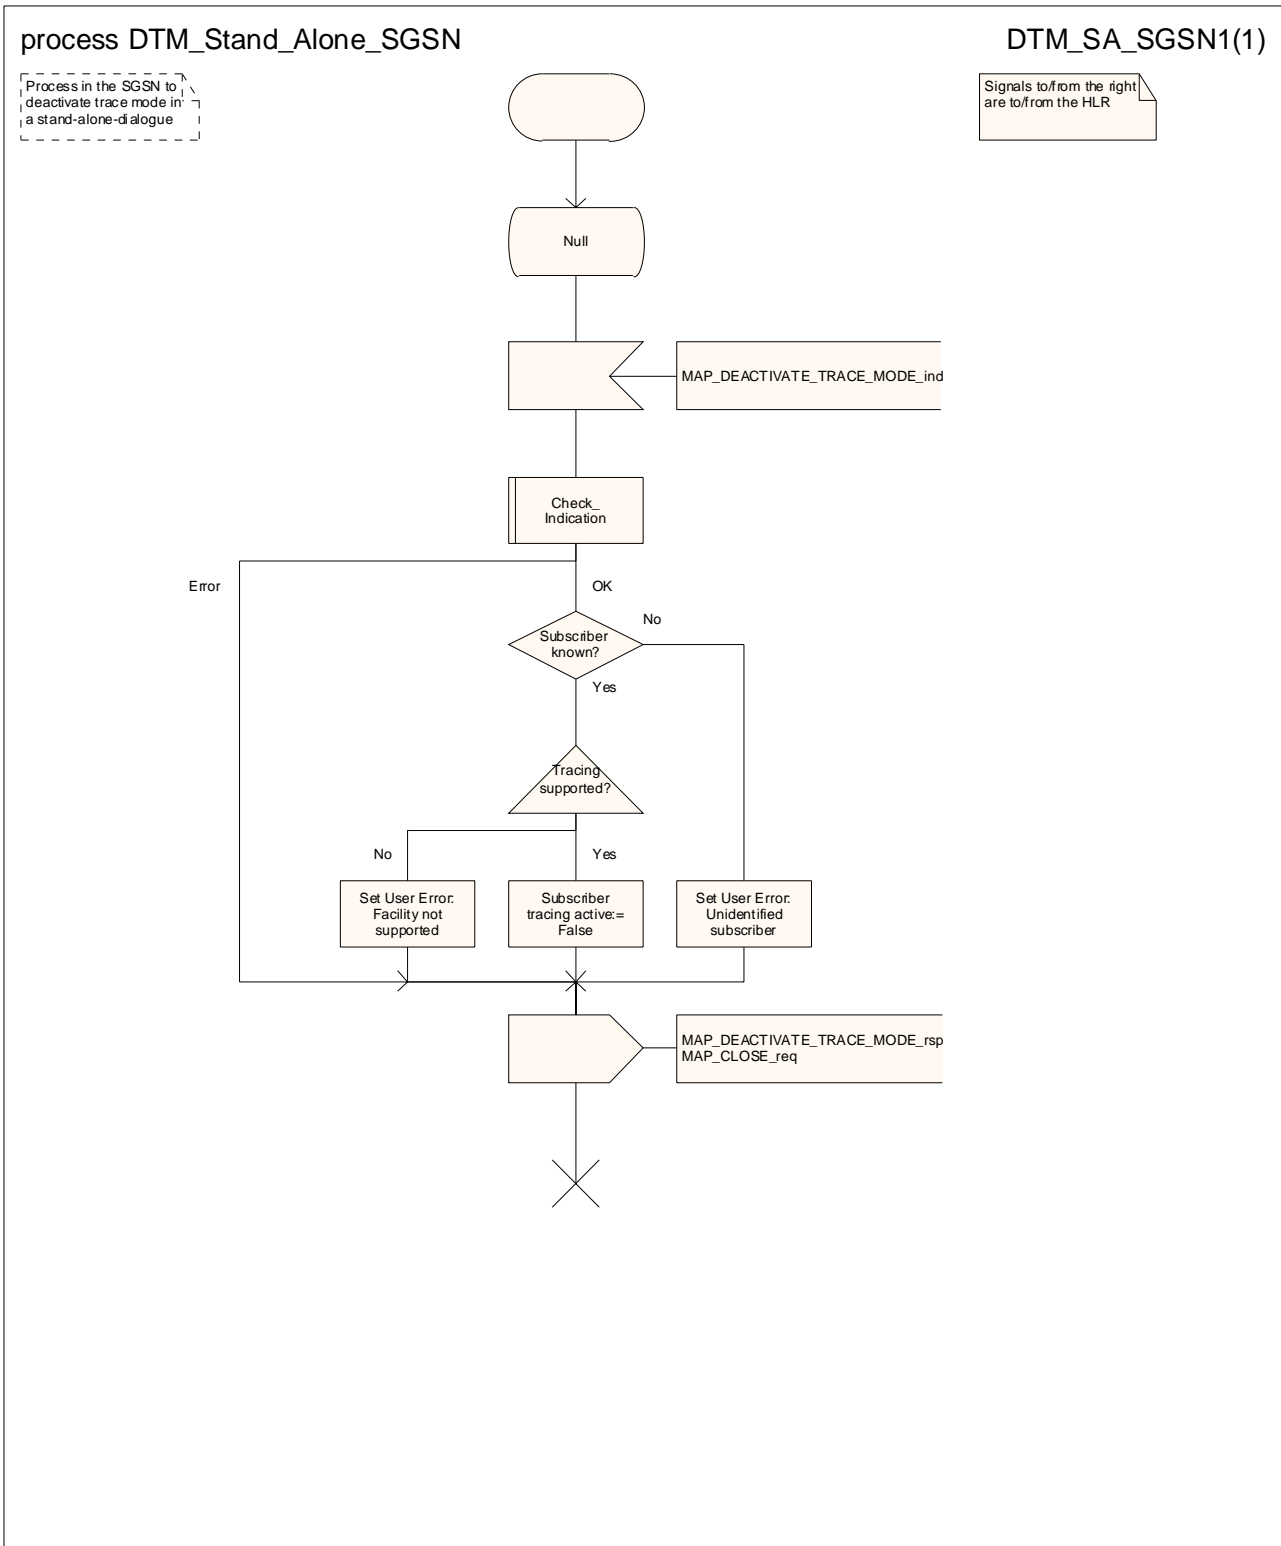 process DTM_Stand_Alone_SGSN
DTM_SA_SGSN1(1)
Process in the SGSN to
deactivate trace mode in
a stand-alone-dialogue
Signals to/from the right
are to/from the HLR
Null
MAP_DEACTIVATE_TRACE_MODE_ind
Check_
Indication
Error
OK
No
Subscriber
known?
Yes
Tracing
supported?
No
Yes
Set User Error:
Facility not
supported
Subscriber
tracing active:=
False
Set User Error:
Unidentified
subscriber
MAP_DEACTIVATE_TRACE_MODE_rsp
MAP_CLOSE_req